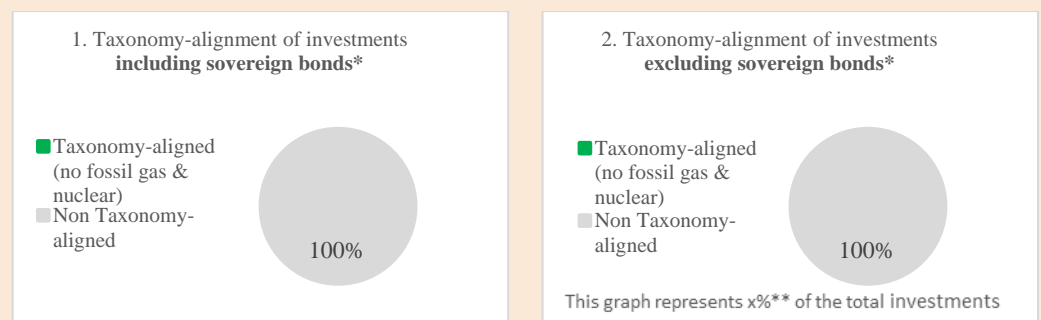 1. Taxonomy-alignment of investments
including sovereign bonds*
Taxonomy-aligned
(no fossil gas &
nuclear)
Non Taxonomy-
aligned
100%
2. Taxonomy-alignment of investments
excluding sovereign bonds*
Taxonomy-aligned
(no fossil gas &
nuclear)
Non Taxonomy-
aligned
100%
This graph represents x%** of the total investments